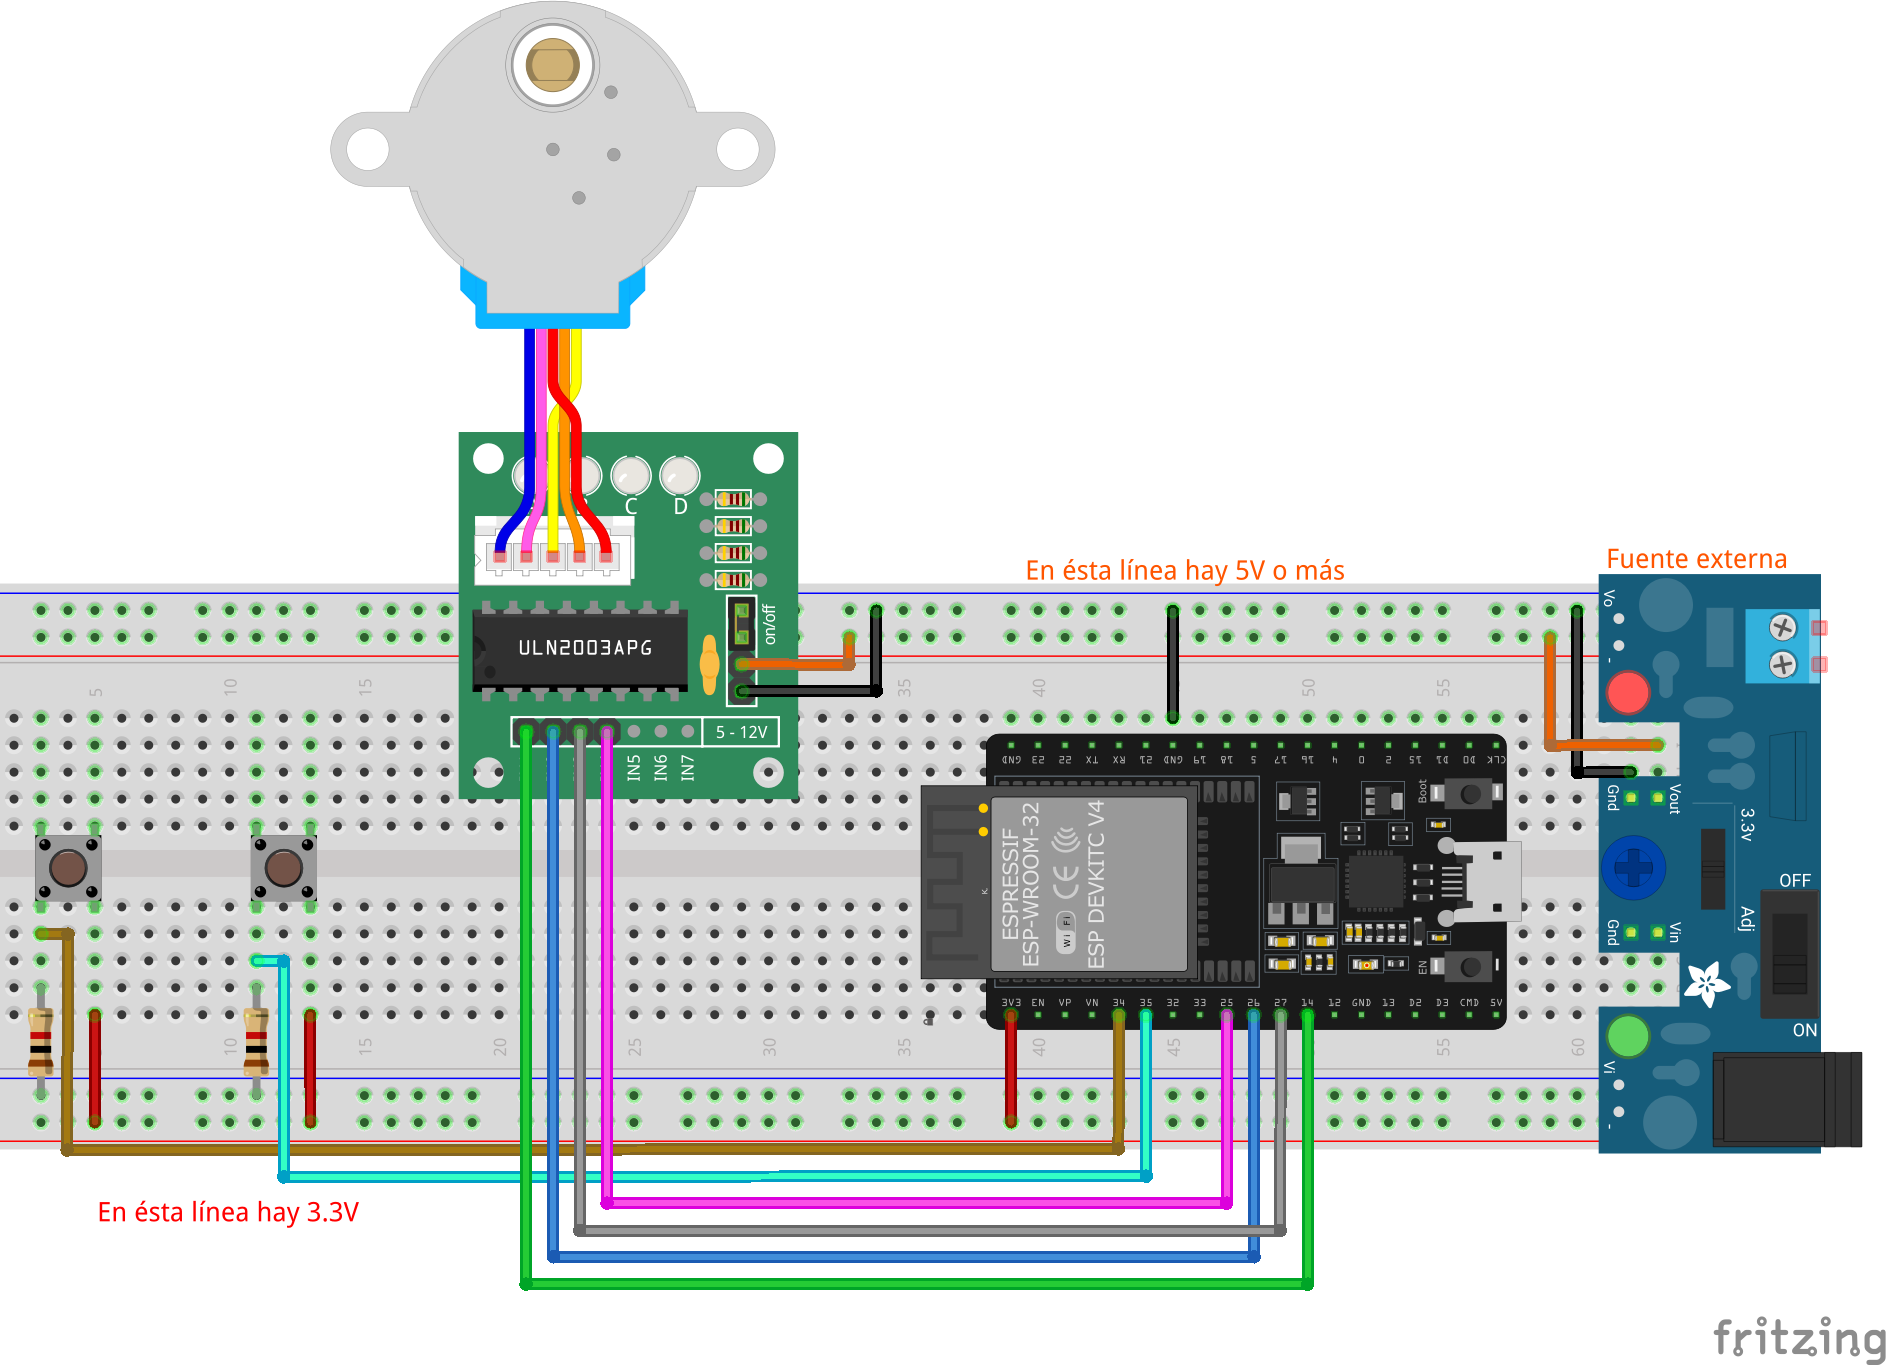 C D
on/off
ULN2003APG
5 - 12V
IN5 IN6 IN7
En ésta línea hay 5V o más
Fuente externa
Vo
-
5 10 15 35 40 50 55
GND 23 22 TX RX 21 GND 19 18 5 17 16 4 0 2 15 D1 D0 CLK
Boot
Gnd Vout
3.3v
ESPRESSIF
ESP-WROOM-32
CE
Wi Fi
ESP DEVKITC V4
OFF
Adj
Gnd Vin
EN
ON
3V3 EN VP VN 34 35 32 33 25 26 27 14 12 GND 13 D2 D3 CMD 5V
10 15 20 25 30 35 40 45 55 60
Vi
-
En ésta línea hay 3.3V
fritzing